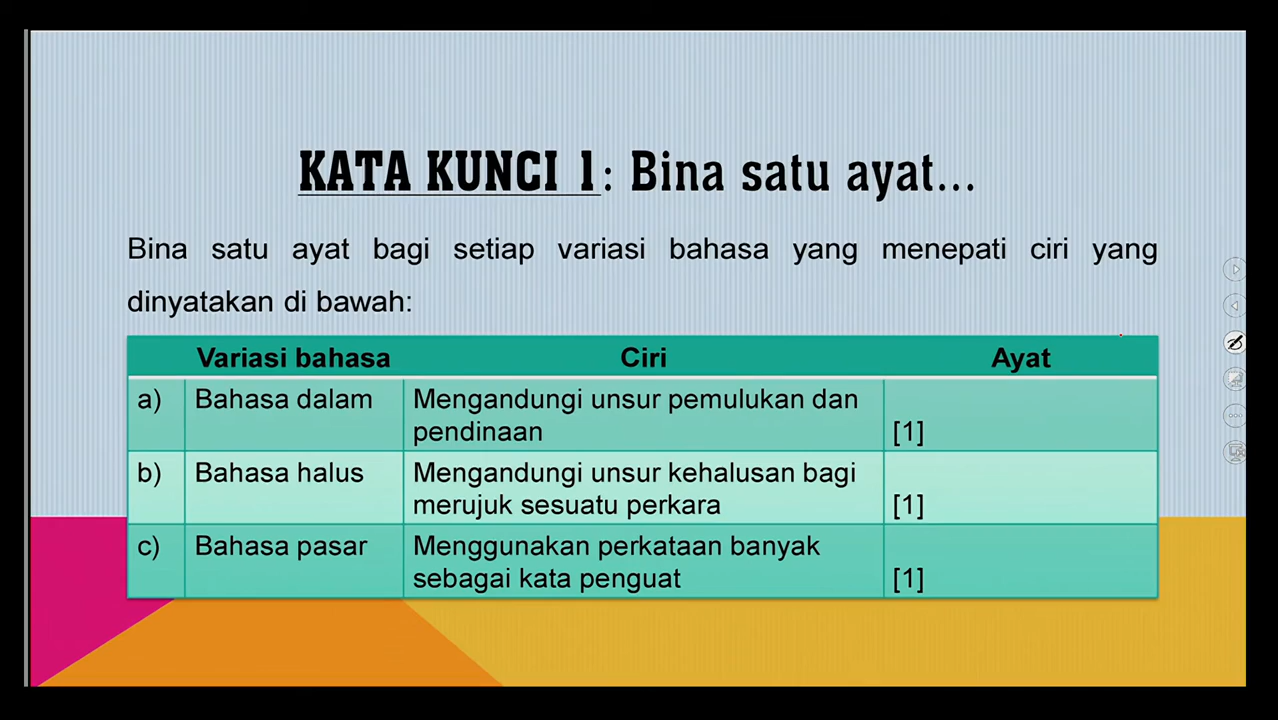 KATA KUNCI 1: Bina satu ayat...
Bina satu ayat bagi setiap variasi bahasa yang menepati ciri yang
dinyatakan di bawah:
Variasi bahasa Ciri Ayat
a) Bahasa dalam Mengandungi unsur pemulukan dan
pendinaan [1]
b) Bahasa halus Mengandungi unsur kehalusan bagi
merujuk sesuatu perkara [1]
c) Bahasa pasar Menggunakan perkataan banyak
sebagai kata penguat [1]